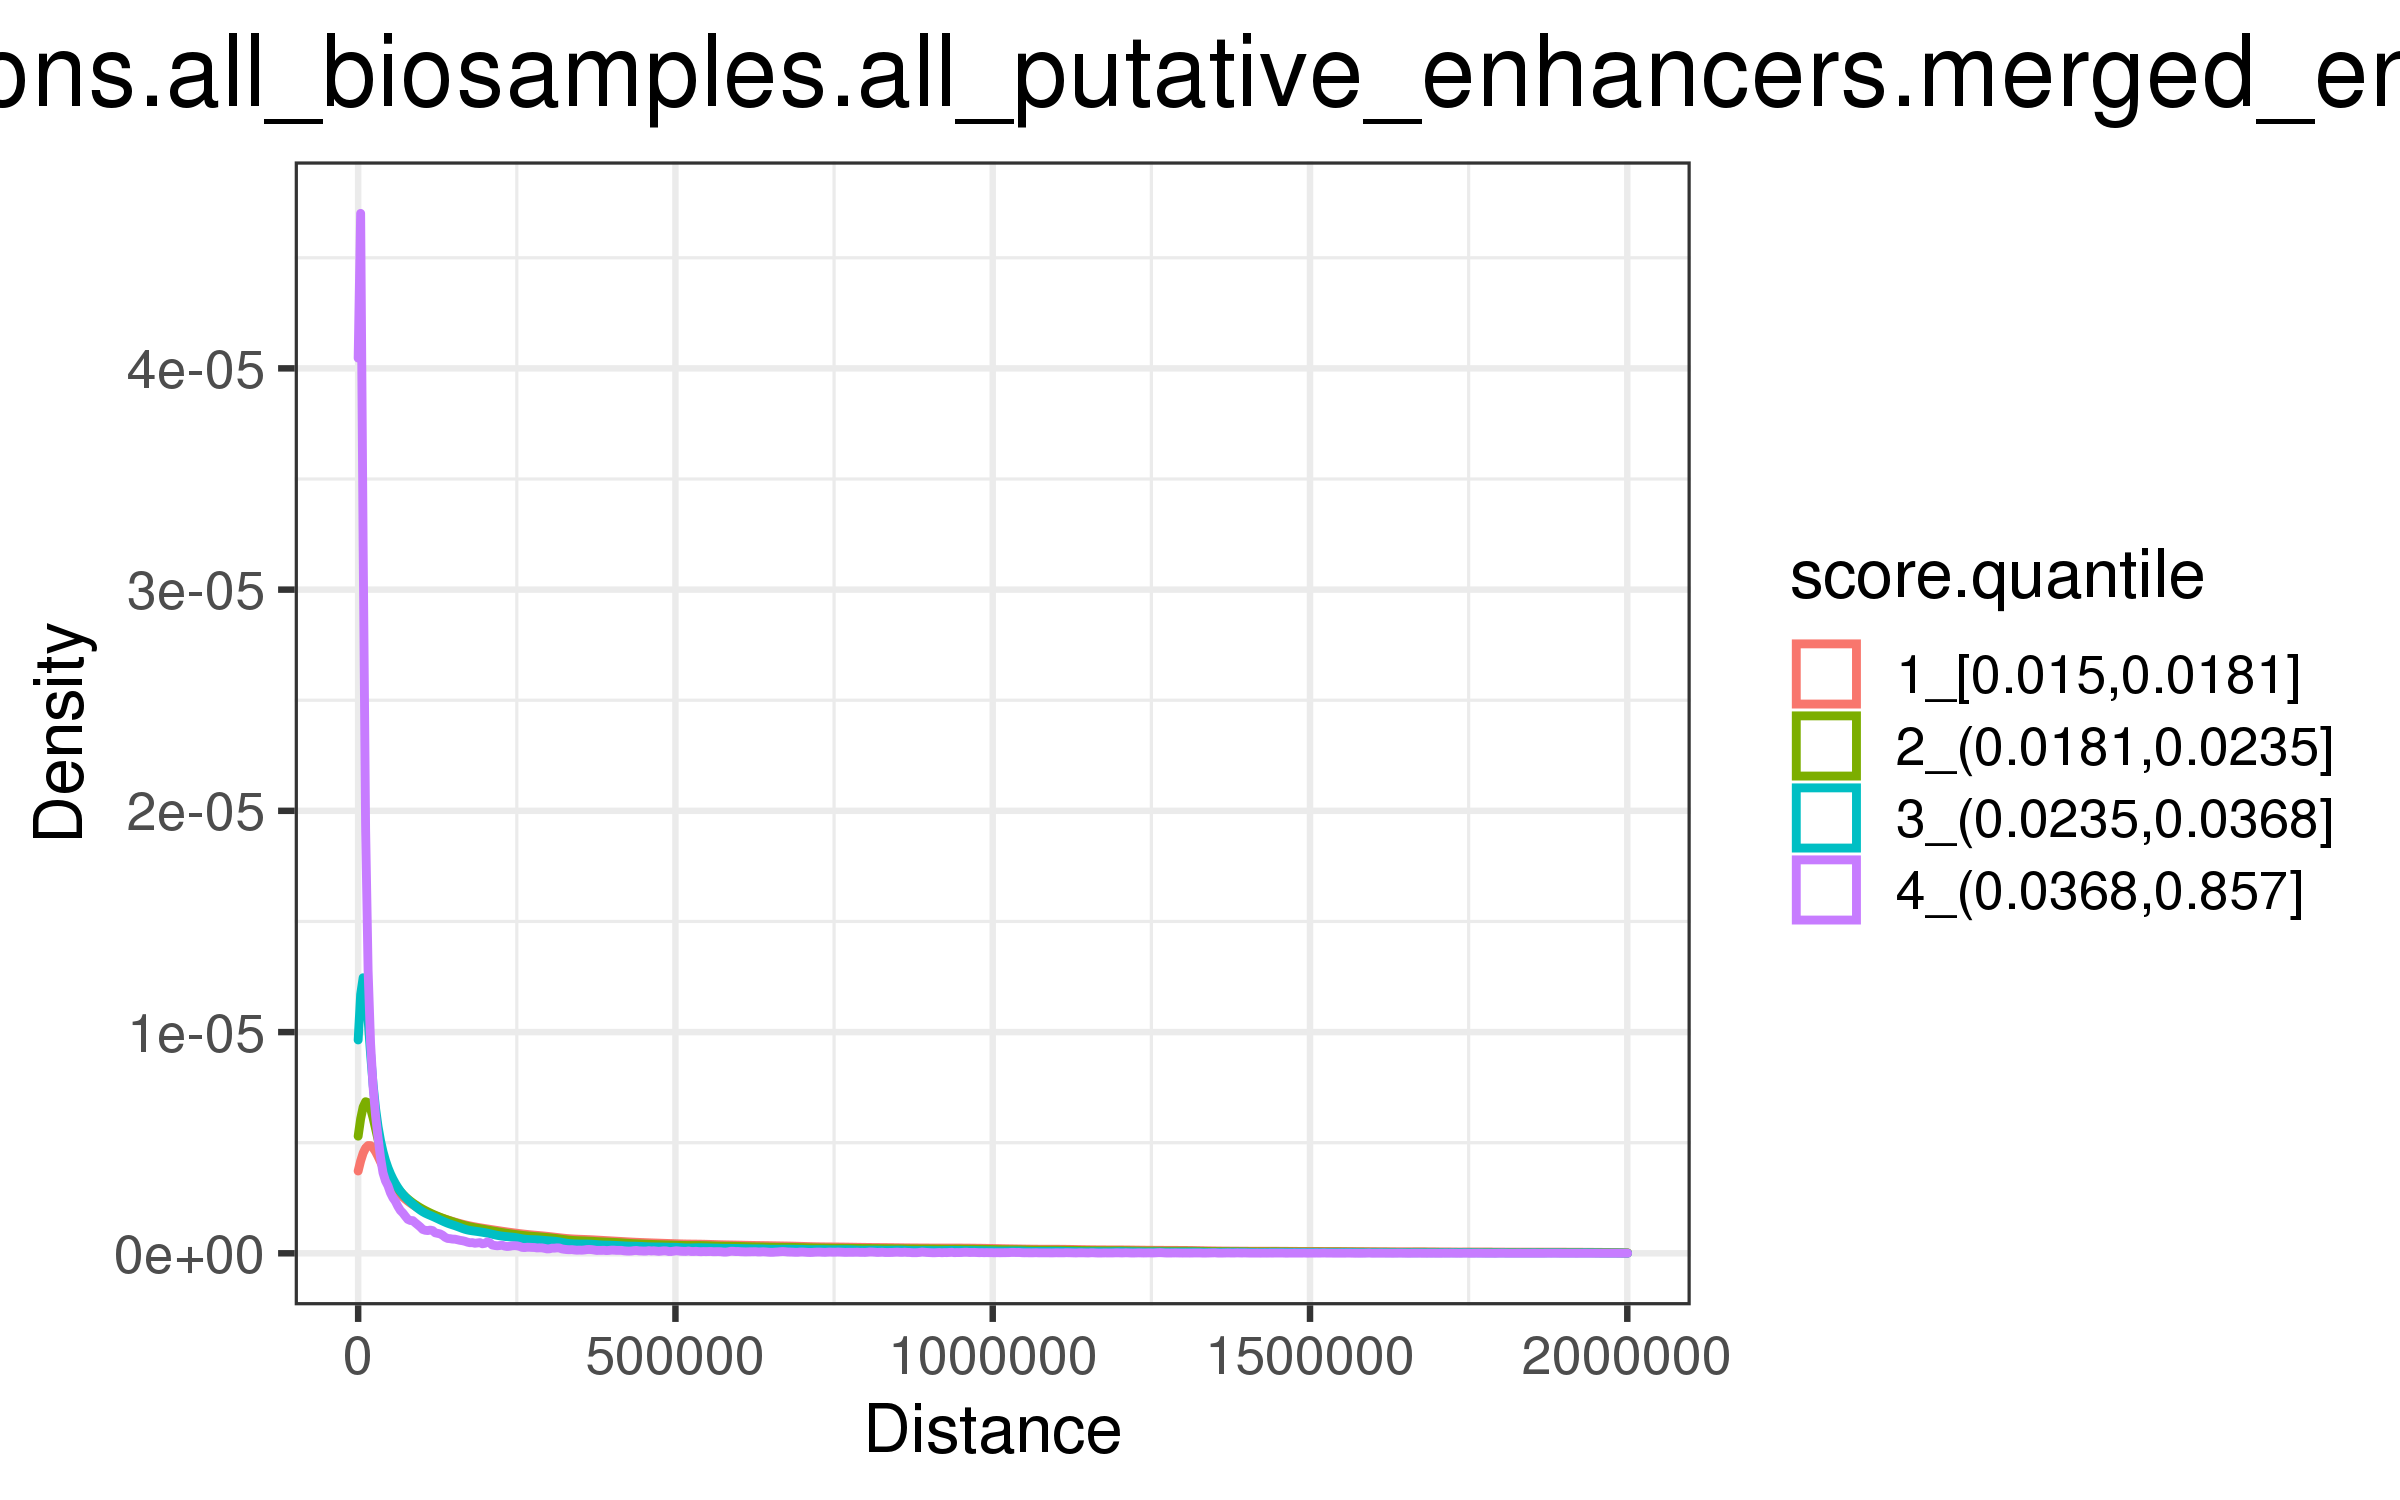 ons.all_biosamples.all_putative_enhancers.merged_en
4e-05
3e-05
2e-05
1e-05
0e+00
Density
0
500000
1000000
1500000
2000000
Distance
score.quantile
1_[0.015,0.0181]
2_(0.0181,0.0235]
3_(0.0235,0.0368]
4_(0.0368,0.857]